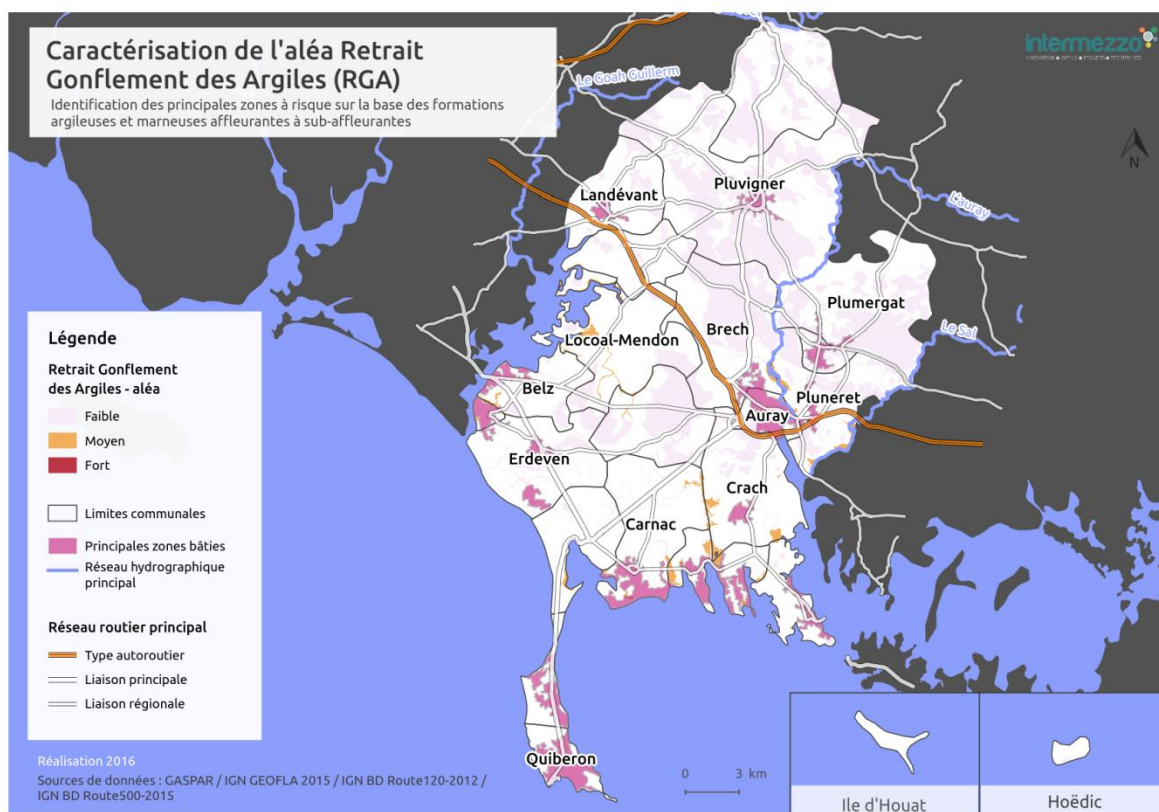 Caractérisation de l'aléa Retrait
Gonflement des Argiles (RGA)
Identification des principales zones à risque sur la base des formations
argileuses et marneuses affleurantes à sub-affleurantes
intermezzo
N
Le Goah Guillerm
Landévant
Pluvigner
L'auray
Plumergat
Le Sal
Brech
Locoal-Mendon
Belz
Auray
Pluneret
Erdeven
Crach
Carnac
Quiberon
Légende
Retrait Gonflement
des Argiles - aléa
Faible
Moyen
Fort
Limites communales
Principales zones bâties
Réseau hydrographique
principal
Réseau routier principal
Type autoroutier
Liaison principale
Liaison régionale
Réalisation 2016
Sources de données : GASPAR / IGN GEOFLA 2015 / IGN BD Route120-2012 /
IGN BD Route500-2015
0 3 km
Ile d'Houat
Hoëdic